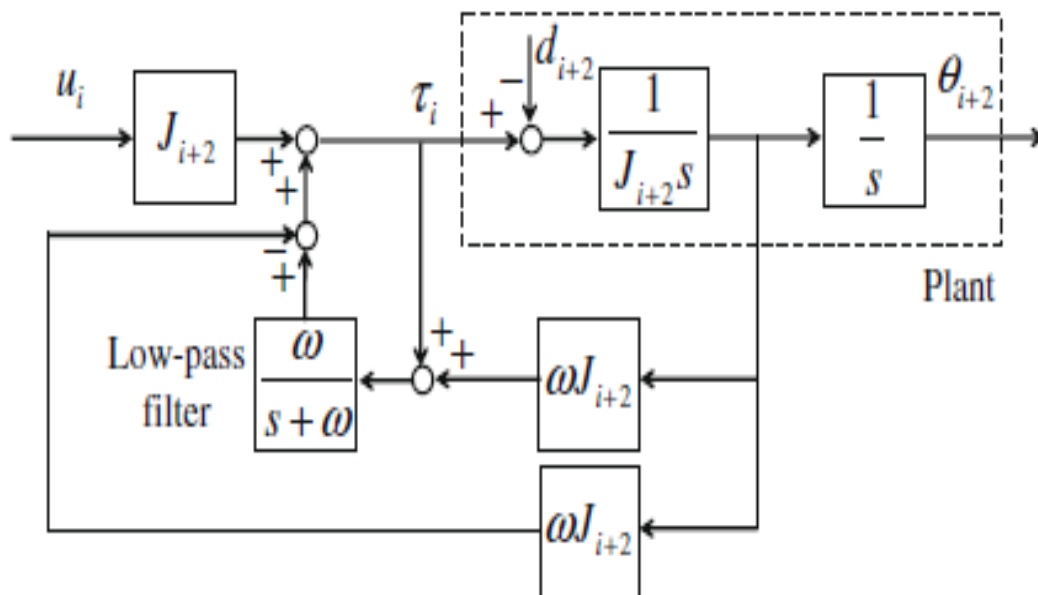 u_i
J_{i+2}
τ_i
d_{i+2}
1
J_{i+2}s
1
s
θ_{i+2}
+
+
−
+
−
+
Plant
Low-pass
filter
ω
s + ω
+
+
ωJ_{i+2}
ωJ_{i+2}